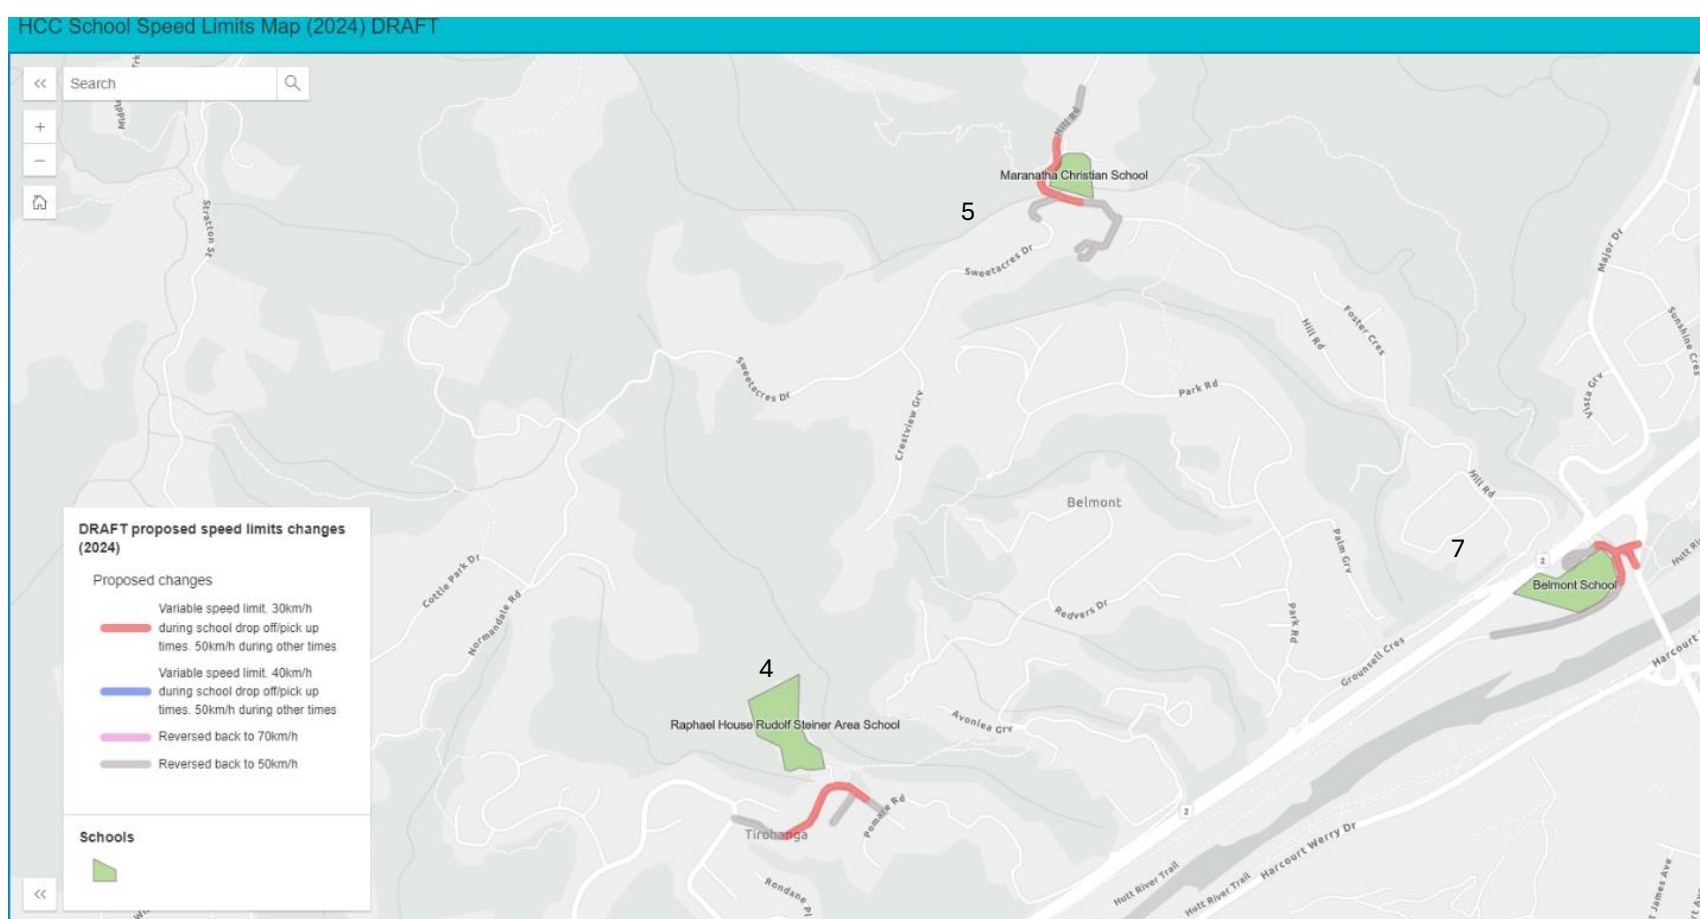 HCC School Speed Limits Map (2024) DRAFT
Search
Hill Rd
Maranatha Christian School
5
Stratton St
Sweetacres Dr
Major Dr
Sunshine Cres
Foster Cres
Hill Rd
Sweetacres Dr
Park Rd
Vista Grv
Crestview Grv
Hill Rd
Belmont
DRAFT proposed speed limits changes
(2024)
Proposed changes
Variable speed limit. 30km/h
during school drop off/pick up
times. 50km/h during other times
Variable speed limit. 40km/h
during school drop off/pick up
times. 50km/h during other times
Reversed back to 70km/h
Reversed back to 50km/h
Schools
7
2
Belmont School
Palm Grv
Cottle Park Dr
Normandale Rd
Redvers Dr
Park Rd
Grounsell Cres
Harcourt
4
Raphael House Rudolf Steiner Area School
Avonlea Grv
Pomare Rd
Tirohanga
2
Harcourt Werry Dr
Hutt River Trail
Hutt River Trail
Rondane Pl
James Ave